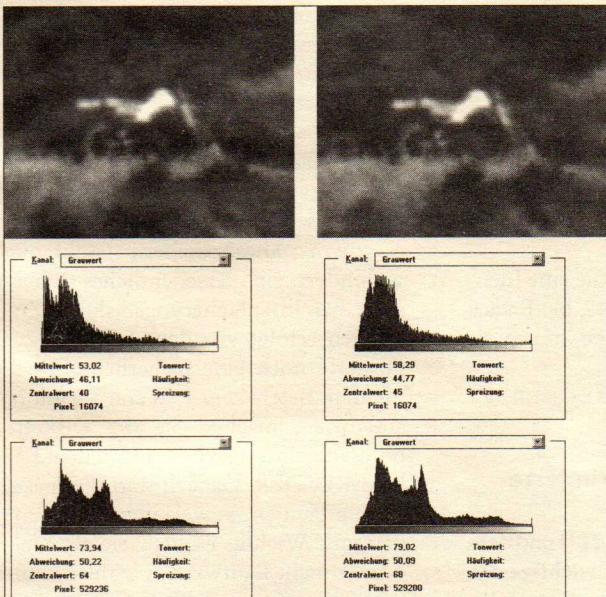 Kanal: Grauwert
Mittelwert: 53,02 Tonwert:
Abweichung: 46,11 Häufigkeit:
Zentralwert: 40 Spreizung:
Pixel: 16074
Kanal: Grauwert
Mittelwert: 58,29 Tonwert:
Abweichung: 44,77 Häufigkeit:
Zentralwert: 45 Spreizung:
Pixel: 16074
Kanal: Grauwert
Mittelwert: 73,94 Tonwert:
Abweichung: 50,22 Häufigkeit:
Zentralwert: 64 Spreizung:
Pixel: 529236
Kanal: Grauwert
Mittelwert: 79,02 Tonwert:
Abweichung: 50,09 Häufigkeit:
Zentralwert: 68 Spreizung:
Pixel: 529200